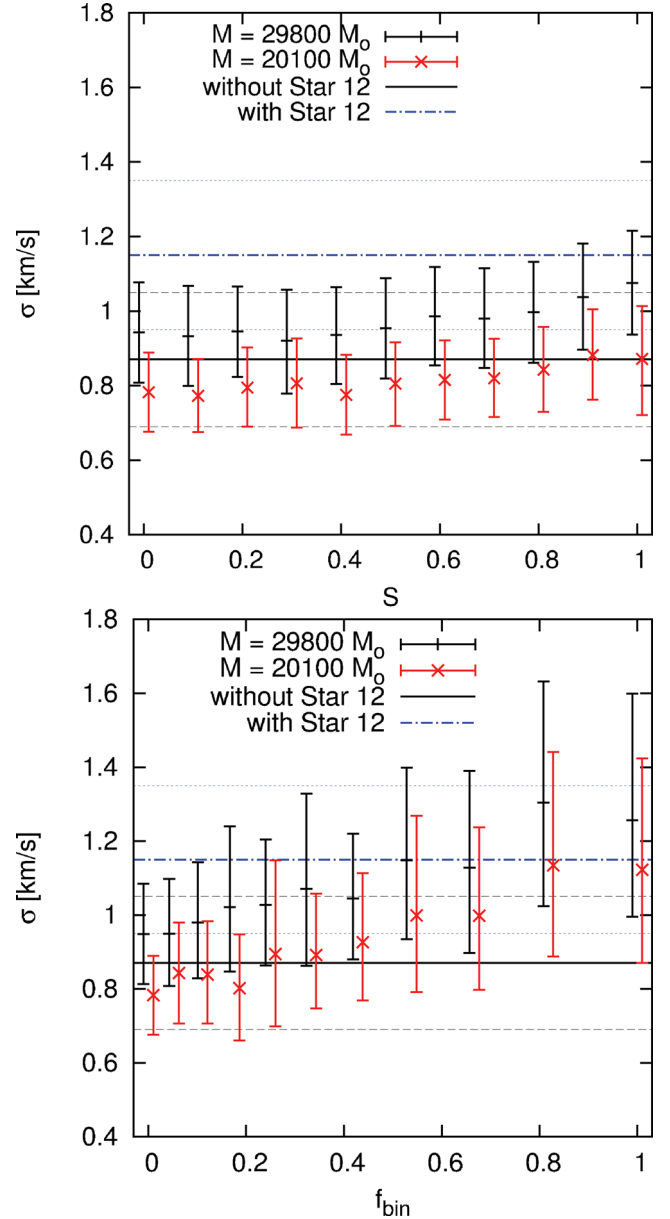 1.8
M = 29800 Mo
M = 20100 Mo
without Star 12
with Star 12
1.6
1.4
1.2
1
0.8
0.6
0.4
σ [km/s]
0 0.2 0.4 0.6 0.8 1
S
1.8
M = 29800 Mo
M = 20100 Mo
without Star 12
with Star 12
1.6
1.4
1.2
1
0.8
0.6
0.4
σ [km/s]
0 0.2 0.4 0.6 0.8 1
fbin